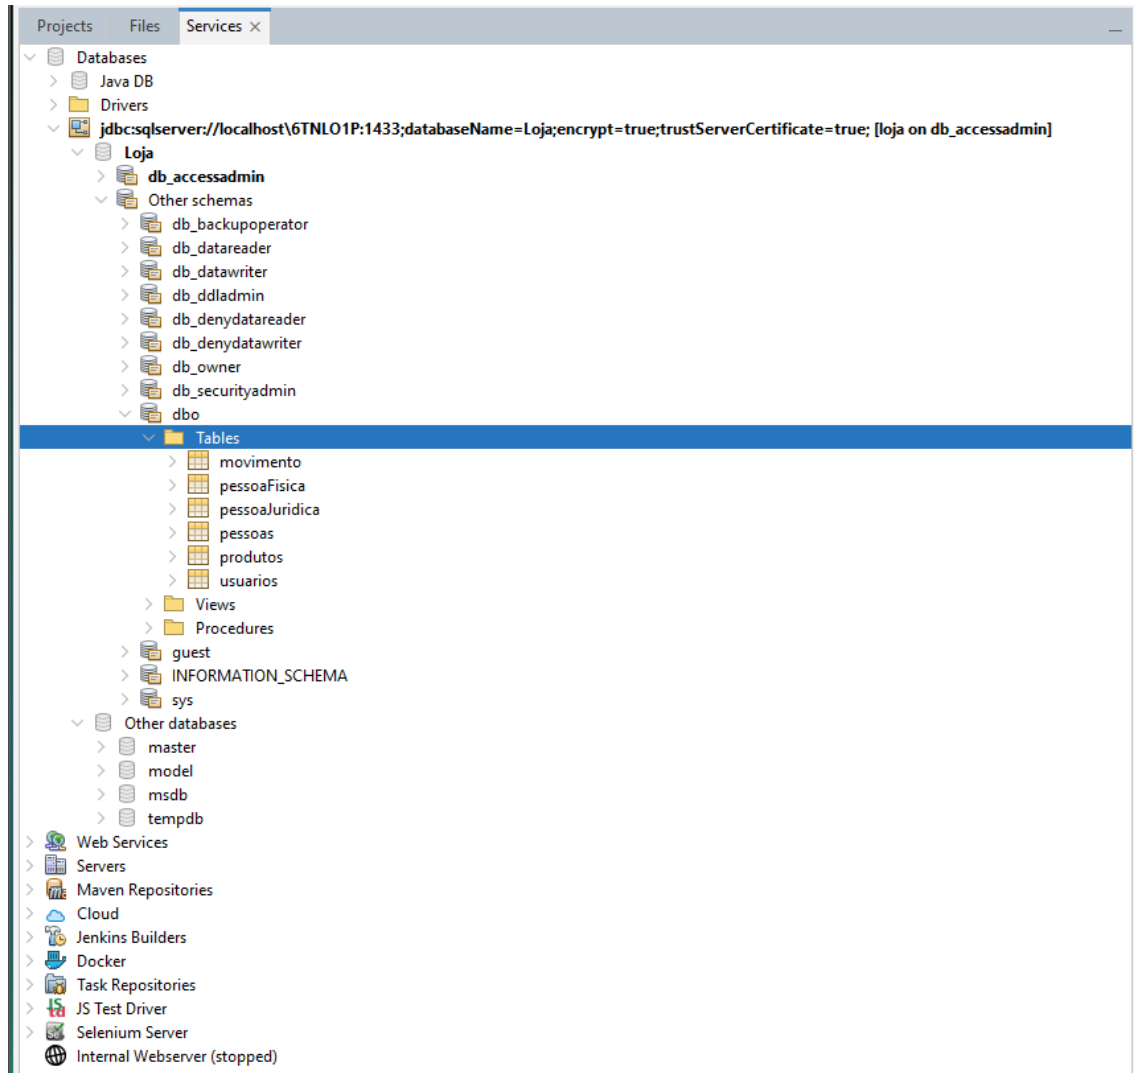 Projects Files Services
Databases
Java DB
Drivers
jdbc:sqlserver://localhost\6TNLO1P:1433;databaseName=Loja;encrypt=true;trustServerCertificate=true; [loja on db_accessadmin]
Loja
db_accessadmin
Other schemas
db_backupoperator
db_datareader
db_datawriter
db_ddladmin
db_denydatareader
db_denydatawriter
db_owner
db_securityadmin
dbo
Tables
movimento
pessoaFisica
pessoaJuridica
pessoas
produtos
usuarios
Views
Procedures
guest
INFORMATION_SCHEMA
sys
Other databases
master
model
msdb
tempdb
Web Services
Servers
Maven Repositories
Cloud
Jenkins Builders
Docker
Task Repositories
JS Test Driver
Selenium Server
Internal Webserver (stopped)